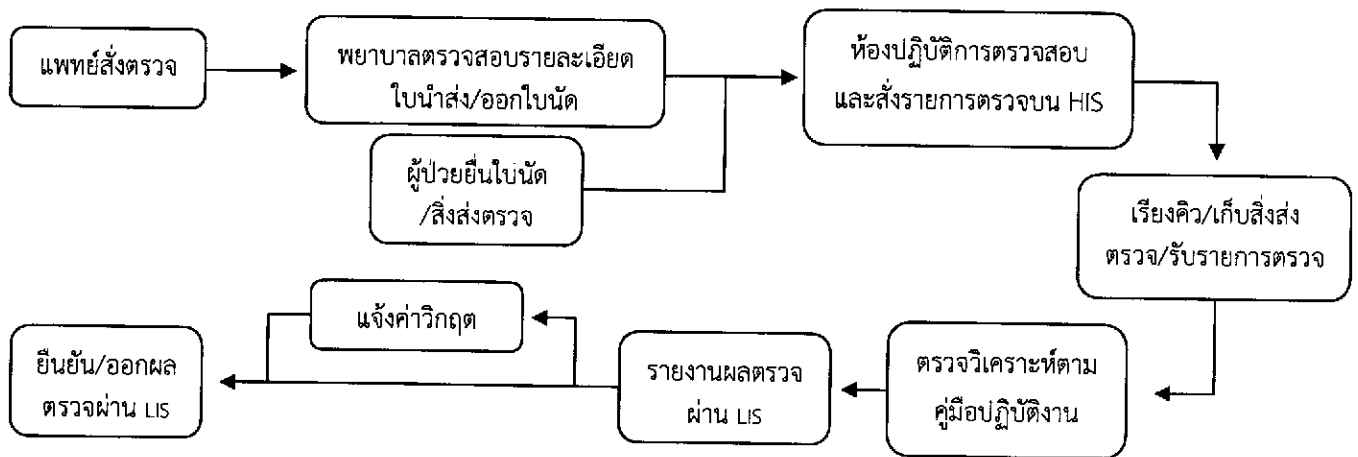 แพทย์สั่งตรวจ
พยาบาลตรวจสอบรายละเอียด
ใบนำส่ง/ออกใบนัด
ห้องปฏิบัติการตรวจสอบ
และสั่งรายการตรวจบน HIS
ผู้ป่วยยื่นใบนัด
/สิ่งส่งตรวจ
เรียงคิว/เก็บสิ่งส่ง
ตรวจ/รับรายการตรวจ
ตรวจวิเคราะห์ตาม
คู่มือปฏิบัติงาน
รายงานผลตรวจ
ผ่าน LIS
แจ้งค่าวิกฤต
ยืนยัน/ออกผล
ตรวจผ่าน LIS